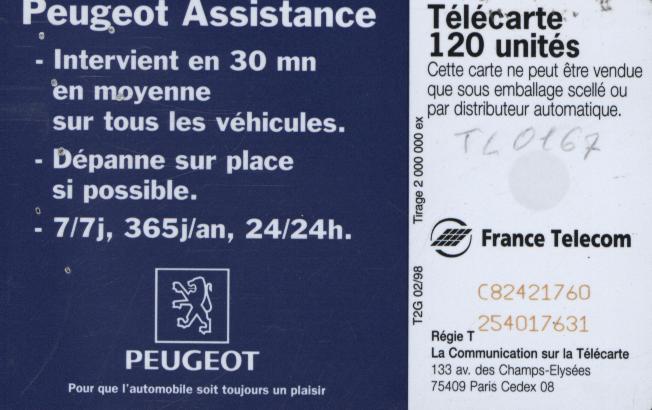 Peugeot Assistance
- Intervient en 30 mn
en moyenne
sur tous les véhicules.
- Dépanne sur place
si possible.
- 7/7j, 365j/an, 24/24h.
PEUGEOT
Pour que l'automobile soit toujours un plaisir
Tirage 2 000 000 ex
T2G 02/98
Télécarte
120 unités
Cette carte ne peut être vendue
que sous emballage scellé ou
par distributeur automatique.
TL0167
France Telecom
C82421760
254017631
Régie T
La Communication sur la Télécarte
133 av. des Champs-Elysées
75409 Paris Cedex 08